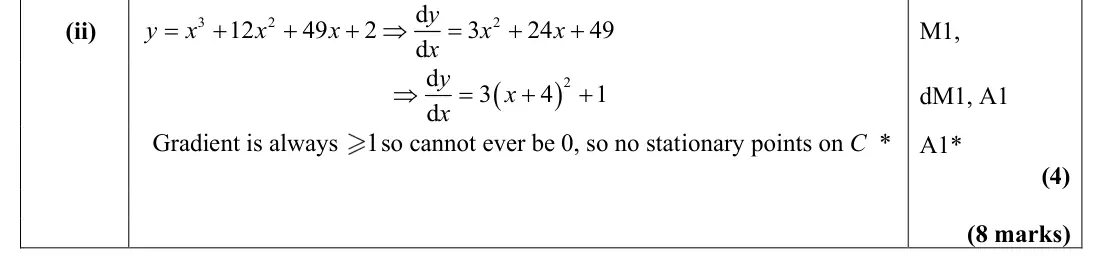 (ii) y = x³ + 12x² + 49x + 2 ⇒ dy/dx = 3x² + 24x + 49 M1,
⇒ dy/dx = 3(x + 4)² + 1 dM1, A1
Gradient is always ⩾1 so cannot ever be 0, so no stationary points on C * A1*
(4)
(8 marks)